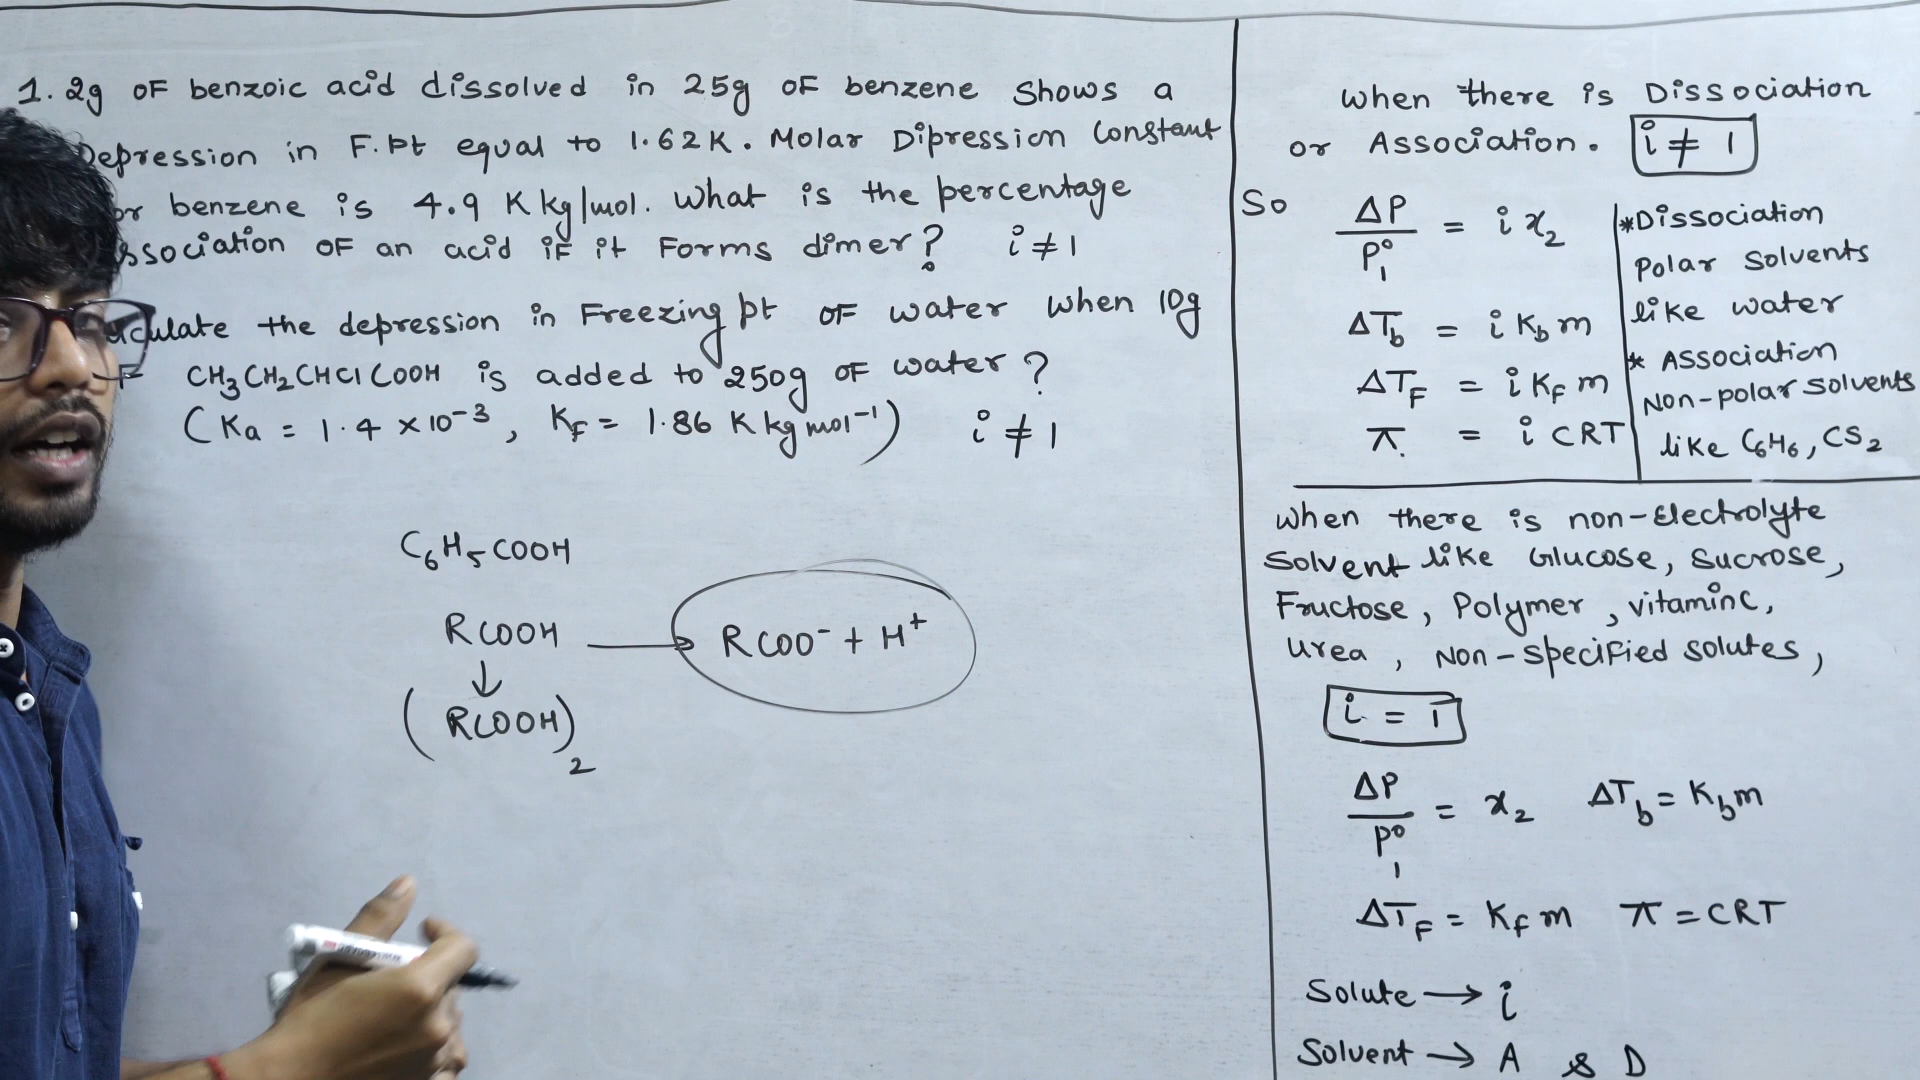 1. 2g OF benzoic acid dissolved in 25g OF benzene shows a
Depression in F.pt equal to 1.62K. Molar Dipression Constant
benzene is 4.9 K kg/mol. What is the percentage
OF an acid iF it Forms dimer? i ≠ 1
the depression in Freezing pt OF water when 10g
CH₃CH₂CHClCOOH is added to 250g OF water?
(Ka = 1.4 × 10⁻³, KF = 1.86 K kg mol⁻¹) i ≠ 1
C₆H₅COOH
RCOOH → RCOO⁻ + H⁺
↓
(RCOOH)₂
When there is Dissociation
or Association. i ≠ 1
So ΔP/P₁⁰ = i x₂
ΔTb = i Kb m
ΔTF = i KF m
π = i CRT
*Dissociation
Polar Solvents
like water
* Association
Non-polar solvents
like C₆H₆, CS₂
When there is non-Electrolyte
Solvent like Glucose, Sucrose,
Fructose, Polymer, vitaminc,
Urea, Non-Specified Solutes,
i = 1
ΔP/P₁⁰ = x₂ ΔTb = Kbm
ΔTF = KF m π = CRT
Solute → i
Solvent → A & D